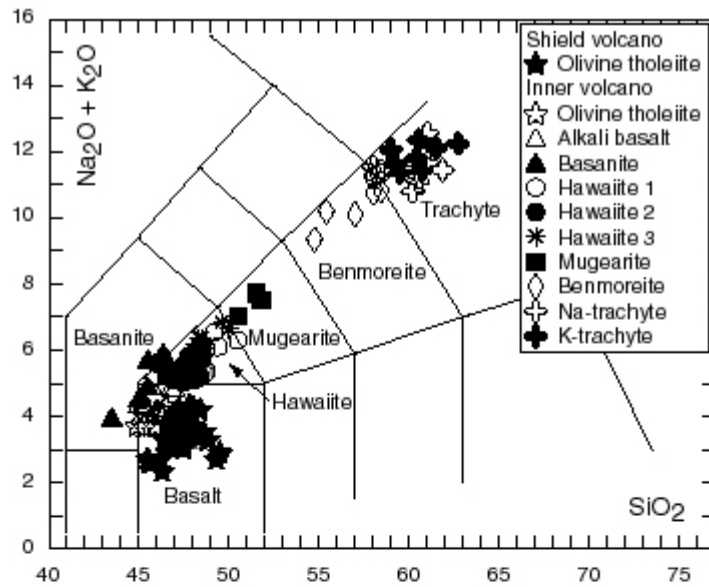 16
14
12
10
8
6
4
2
0
Na2O + K2O
Shield volcano
Olivine tholeiite
Inner volcano
Olivine tholeiite
Alkali basalt
Basanite
Hawaiite 1
Hawaiite 2
Hawaiite 3
Mugearite
Benmoreite
Na-trachyte
K-trachyte
Trachyte
Benmoreite
Basanite
Mugearite
Hawaiite
Basalt
SiO2
40 45 50 55 60 65 70 75